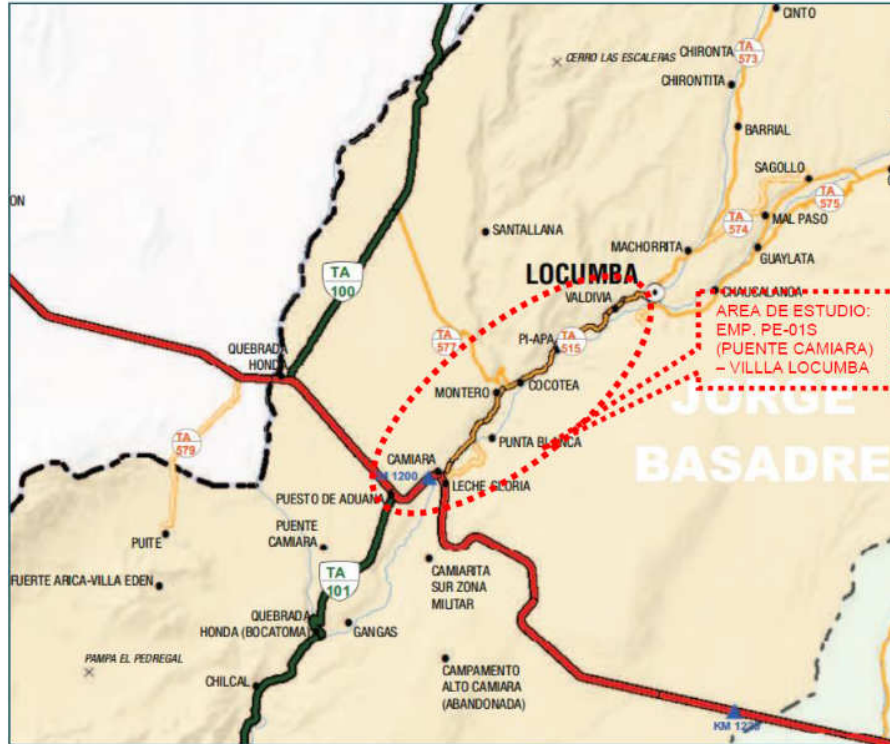 CINTO
TA
573
CHIRONTA
CERRO LAS ESCALERAS
CHIRONTITA
BARRIAL
SAGOLLO
TA
575
ON
TA
574
MAL PASO
SANTALLANA
MACHORRITA
GUAYLATA
TA
100
LOCUMBA
VALDIVIA
CHAUCALANOA
AREA DE ESTUDIO:
EMP. PE-01S
(PUENTE CAMIARA)
– VILLLA LOCUMBA
PI-APA
TA
515
TA
577
QUEBRADA
HONDA
COCOTEA
MONTERO
JORGE
BASADRE
TA
579
PUNTA BLANCA
CAMIARA
M 1200
LECHE GLORIA
PUESTO DE ADUANA
PUITE
PUENTE
CAMIARA
CAMIARITA
SUR ZONA
MILITAR
FUERTE ARICA-VILLA EDEN
TA
101
QUEBRADA
HONDA (BOCATOMA)
GANGAS
PAMPA EL PEDREGAL
CHILCAL
CAMPAMENTO
ALTO CAMIARA
(ABANDONADA)